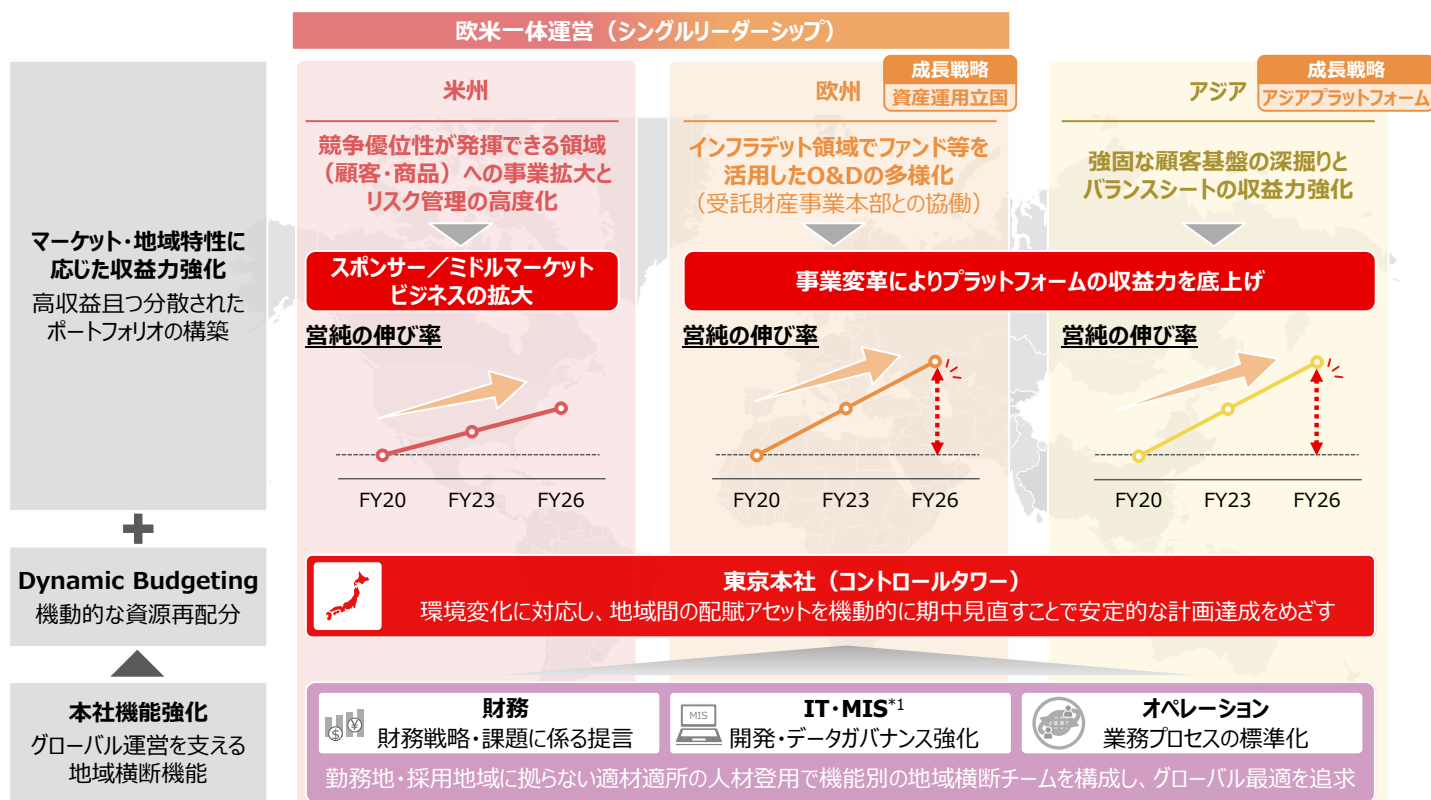 欧米一体運営（シングルリーダーシップ）
マーケット・地域特性に
応じた収益力強化
高収益且つ分散された
ポートフォリオの構築
米州
競争優位性が発揮できる領域
（顧客・商品）への事業拡大と
リスク管理の高度化
スポンサー／ミドルマーケット
ビジネスの拡大
営純の伸び率
FY20 FY23 FY26
欧州
成長戦略
資産運用立国
インフラデット領域でファンド等を
活用したO&Dの多様化
（受託財産事業本部との協働）
アジア
成長戦略
アジアプラットフォーム
強固な顧客基盤の深掘りと
バランスシートの収益力強化
事業変革によりプラットフォームの収益力を底上げ
営純の伸び率
FY20 FY23 FY26
営純の伸び率
FY20 FY23 FY26
Dynamic Budgeting
機動的な資源再配分
東京本社（コントロールタワー）
環境変化に対応し、地域間の配賦アセットを機動的に期中見直すことで安定的な計画達成をめざす
本社機能強化
グローバル運営を支える
地域横断機能
$ ¥
財務
財務戦略・課題に係る提言
MIS
IT・MIS*1
開発・データガバナンス強化
オペレーション
業務プロセスの標準化
勤務地・採用地域に拠らない適材適所の人材登用で機能別の地域横断チームを構成し、グローバル最適を追求